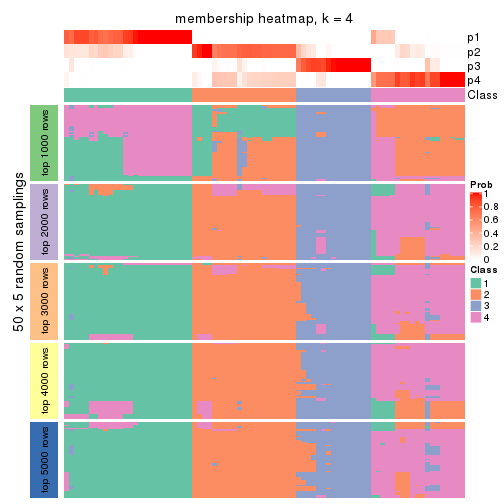 membership heatmap, k = 4
p1
p2
p3
p4
Class
50 x 5 random samplings
top 1000 rows
top 2000 rows
top 3000 rows
top 4000 rows
top 5000 rows
Prob
1
0.8
0.6
0.4
0.2
0
Class
1
2
3
4